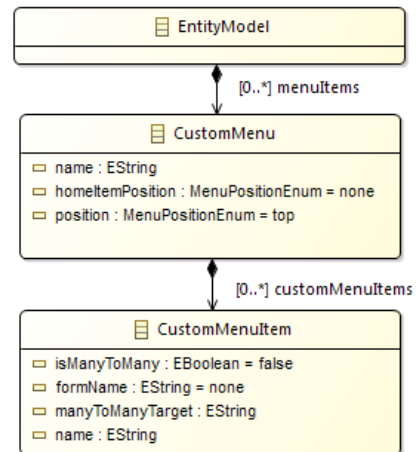 EntityModel
[0..*] menuItems
CustomMenu
name : EString
homeItemPosition : MenuPositionEnum = none
position : MenuPositionEnum = top
[0..*] customMenuItems
CustomMenuItem
isManyToMany : EBoolean = false
formName : EString = none
manyToManyTarget : EString
name : EString